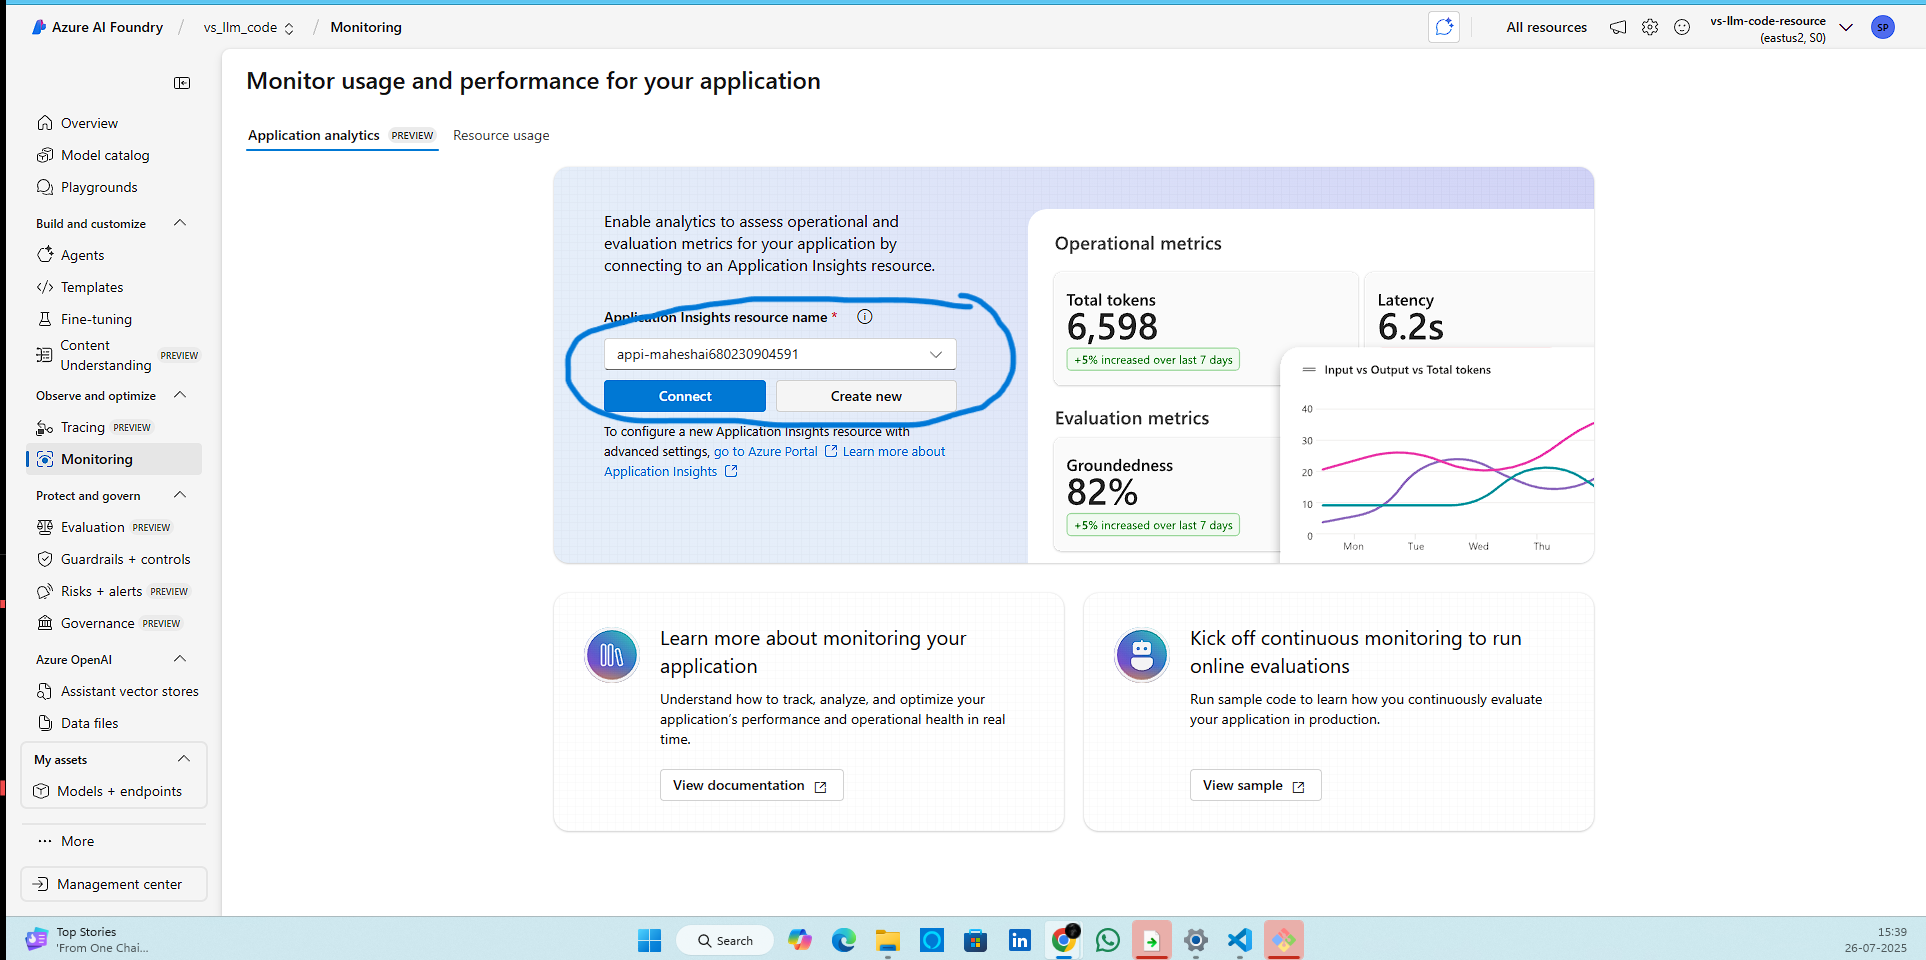 Azure AI Foundry / vs_llm_code / Monitoring
All resources
vs-llm-code-resource
(eastus2, S0)
SP
Overview
Model catalog
Playgrounds
Build and customize
Agents
Templates
Fine-tuning
Content
Understanding PREVIEW
Observe and optimize
Tracing PREVIEW
Monitoring
Protect and govern
Evaluation PREVIEW
Guardrails + controls
Risks + alerts PREVIEW
Governance PREVIEW
Azure OpenAI
Assistant vector stores
Data files
My assets
Models + endpoints
More
Management center
Monitor usage and performance for your application
Application analytics PREVIEW Resource usage
Enable analytics to assess operational and
evaluation metrics for your application by
connecting to an Application Insights resource.
Application Insights resource name *
appi-maheshai680230904591
Connect Create new
To configure a new Application Insights resource with
advanced settings, go to Azure Portal Learn more about
Application Insights
Operational metrics
Total tokens
6,598
+5% increased over last 7 days
Latency
6.2s
Evaluation metrics
Groundedness
82%
+5% increased over last 7 days
Input vs Output vs Total tokens
40
30
20
10
0
Mon Tue Wed Thu
Learn more about monitoring your
application
Understand how to track, analyze, and optimize your
application's performance and operational health in real
time.
View documentation
Kick off continuous monitoring to run
online evaluations
Run sample code to learn how you continuously evaluate
your application in production.
View sample
Top Stories
'From One Chai...
Search
in
15:39
26-07-2025